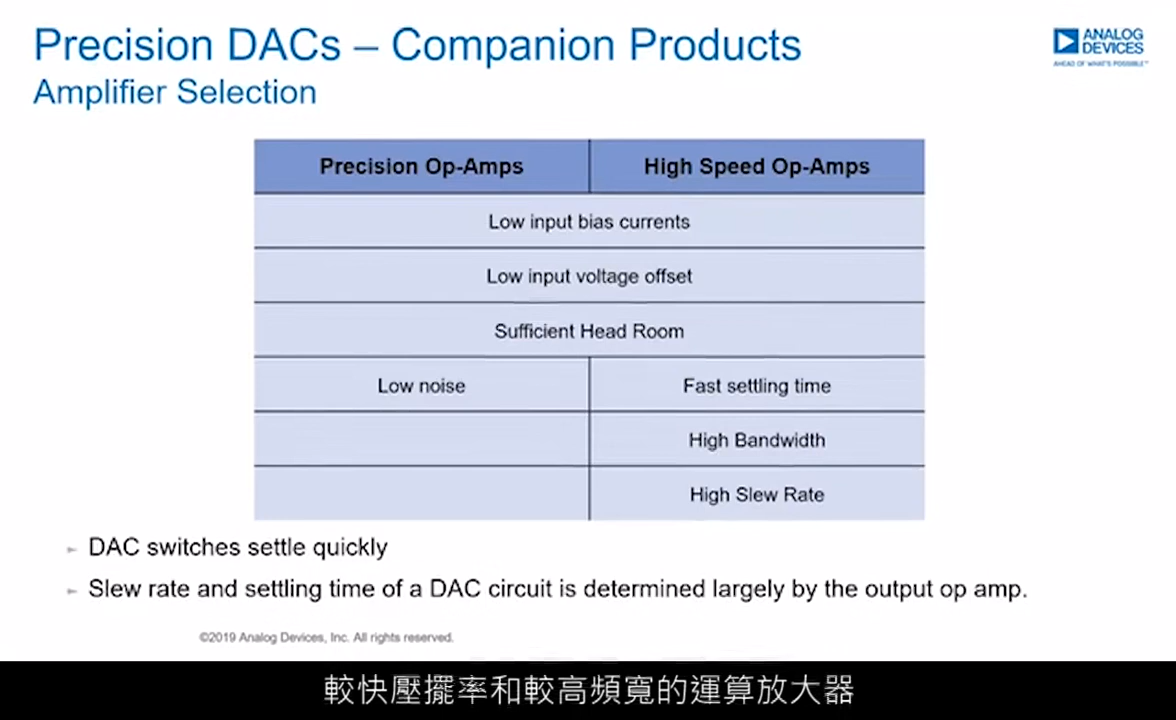 Precision DACs – Companion Products
Amplifier Selection
ANALOG
DEVICES
AHEAD OF WHAT'S POSSIBLE™
Precision Op-Amps
High Speed Op-Amps
Low input bias currents
Low input voltage offset
Sufficient Head Room
Low noise
Fast settling time
High Bandwidth
High Slew Rate
DAC switches settle quickly
Slew rate and settling time of a DAC circuit is determined largely by the output op amp.
©2019 Analog Devices, Inc. All rights reserved.
較快壓擺率和較高頻寬的運算放大器